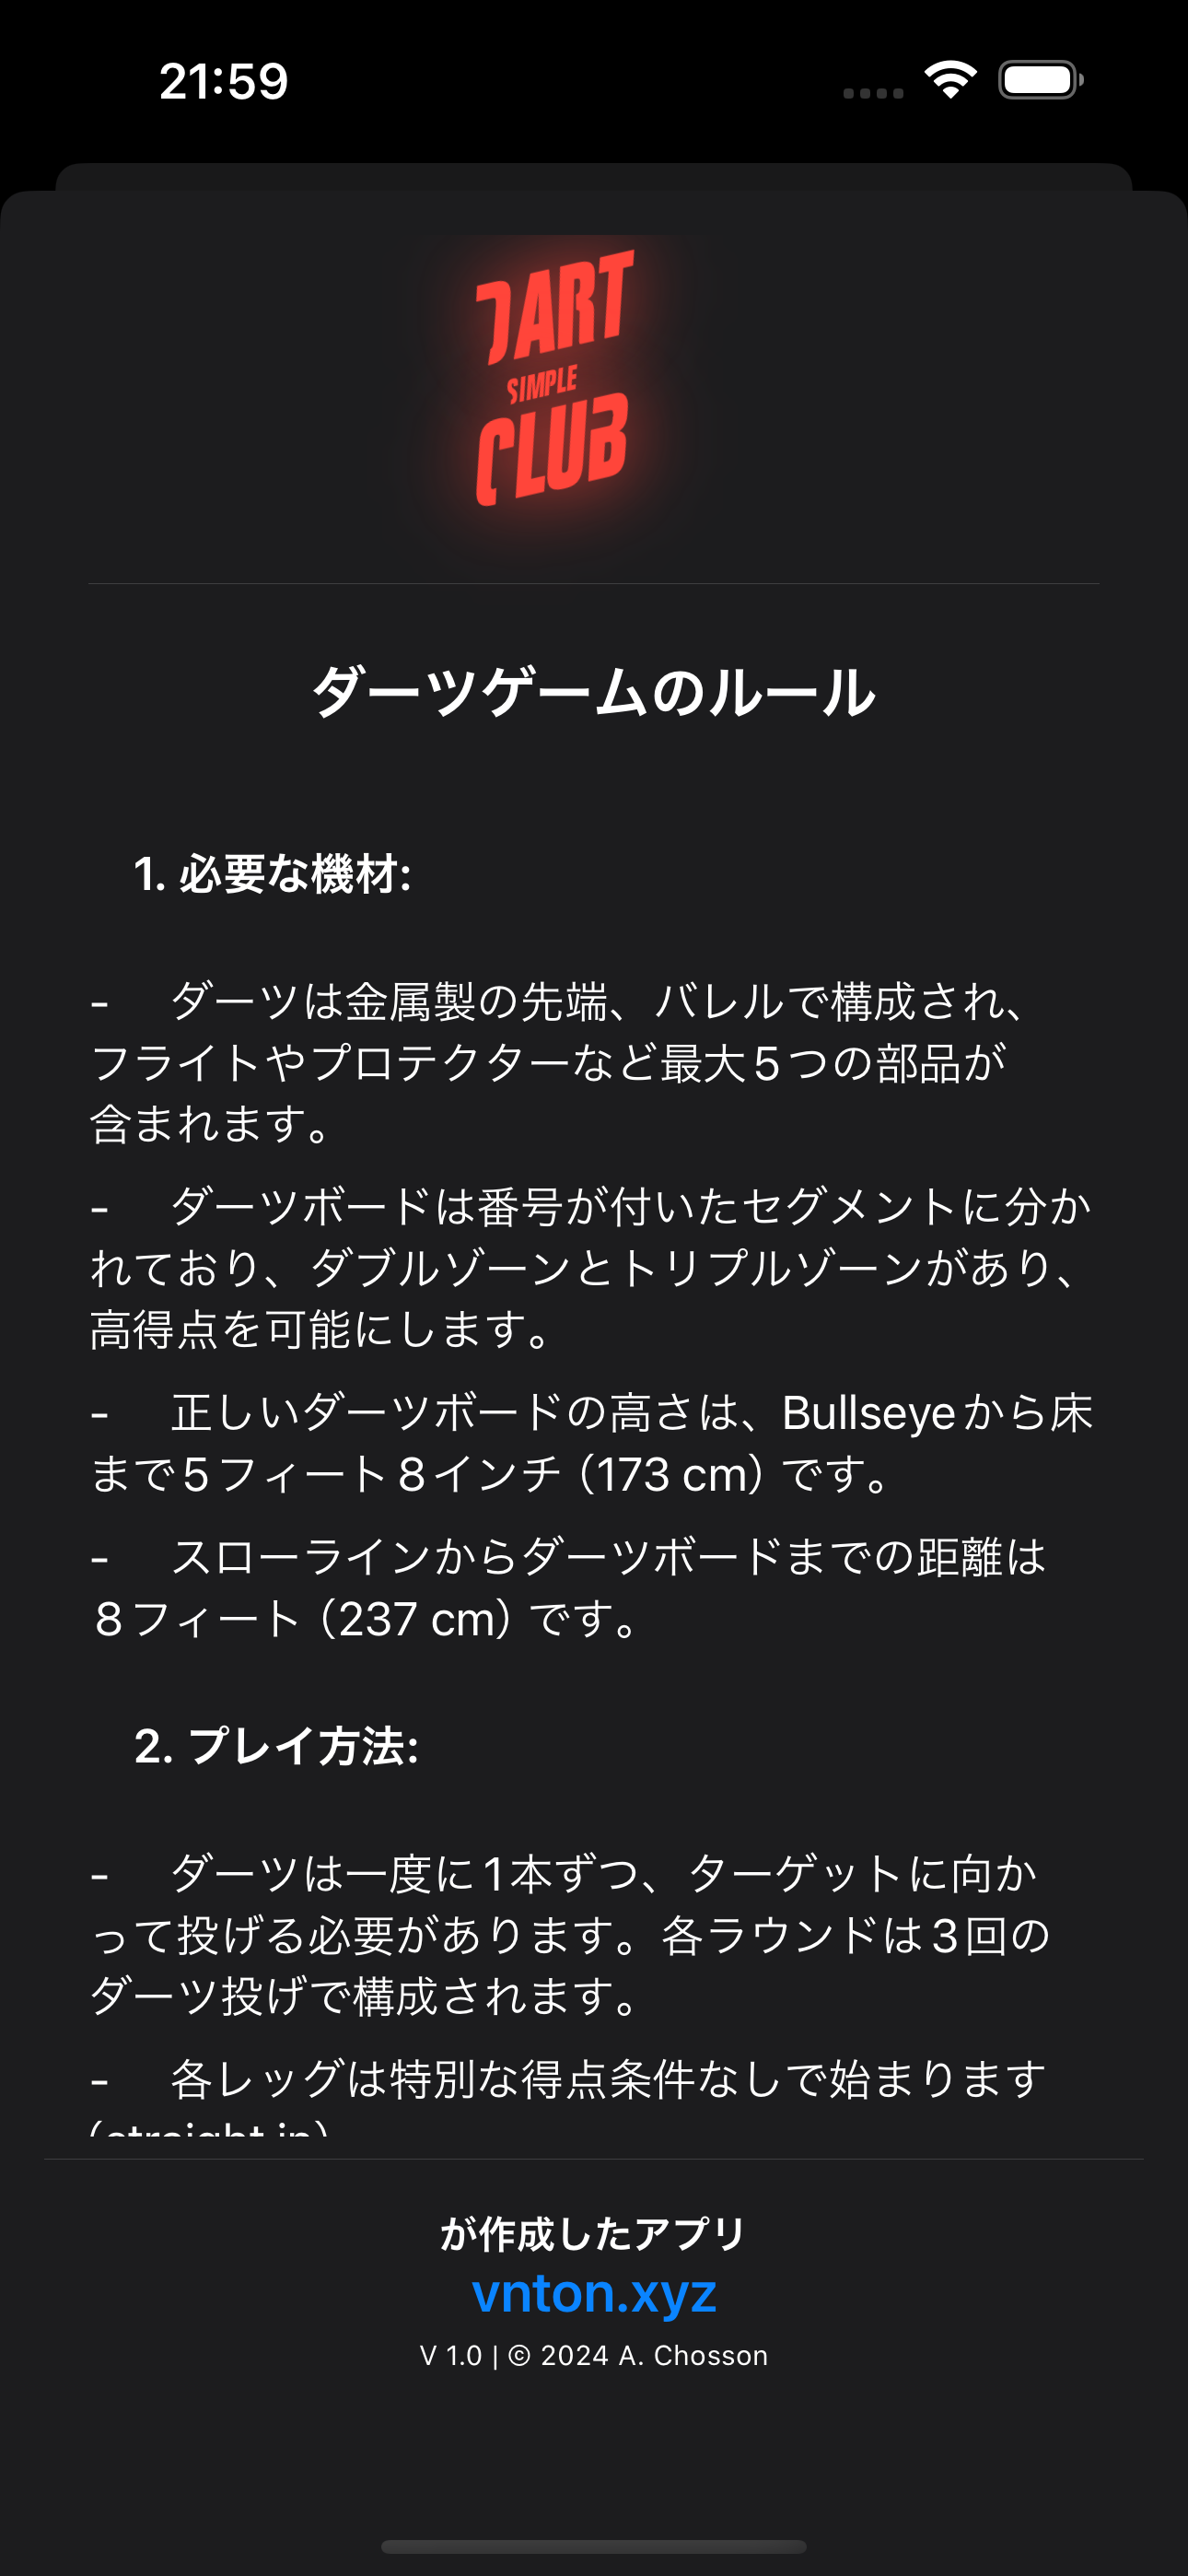 21:59
DART
SIMPLE
CLUB
ダーツゲームのルール
1. 必要な機材:
- ダーツは金属製の先端、バレルで構成され、
フライトやプロテクターなど最大5つの部品が
含まれます。
- ダーツボードは番号が付いたセグメントに分か
れており、ダブルゾーンとトリプルゾーンがあり、
高得点を可能にします。
- 正しいダーツボードの高さは、Bullseyeから床
まで5フィート8インチ（173 cm）です。
- スローラインからダーツボードまでの距離は
8フィート（237 cm）です。
2. プレイ方法:
- ダーツは一度に1本ずつ、ターゲットに向か
って投げる必要があります。各ラウンドは3回の
ダーツ投げで構成されます。
- 各レッグは特別な得点条件なしで始まります
(straight in)
が作成したアプリ
vnton.xyz
V 1.0 | © 2024 A. Chosson